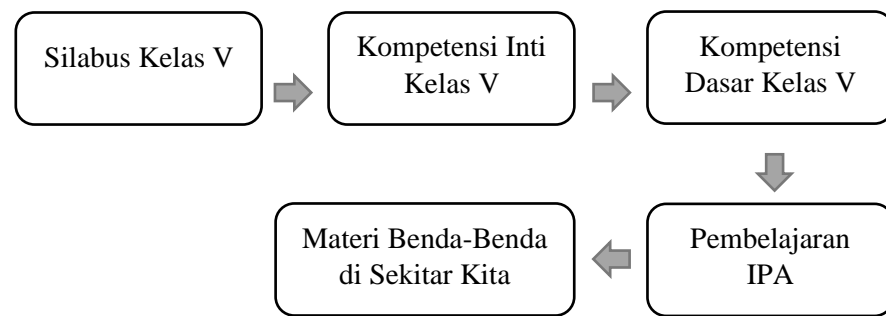 Silabus Kelas V
Kompetensi Inti
Kelas V
Kompetensi
Dasar Kelas V
Pembelajaran
IPA
Materi Benda-Benda
di Sekitar Kita